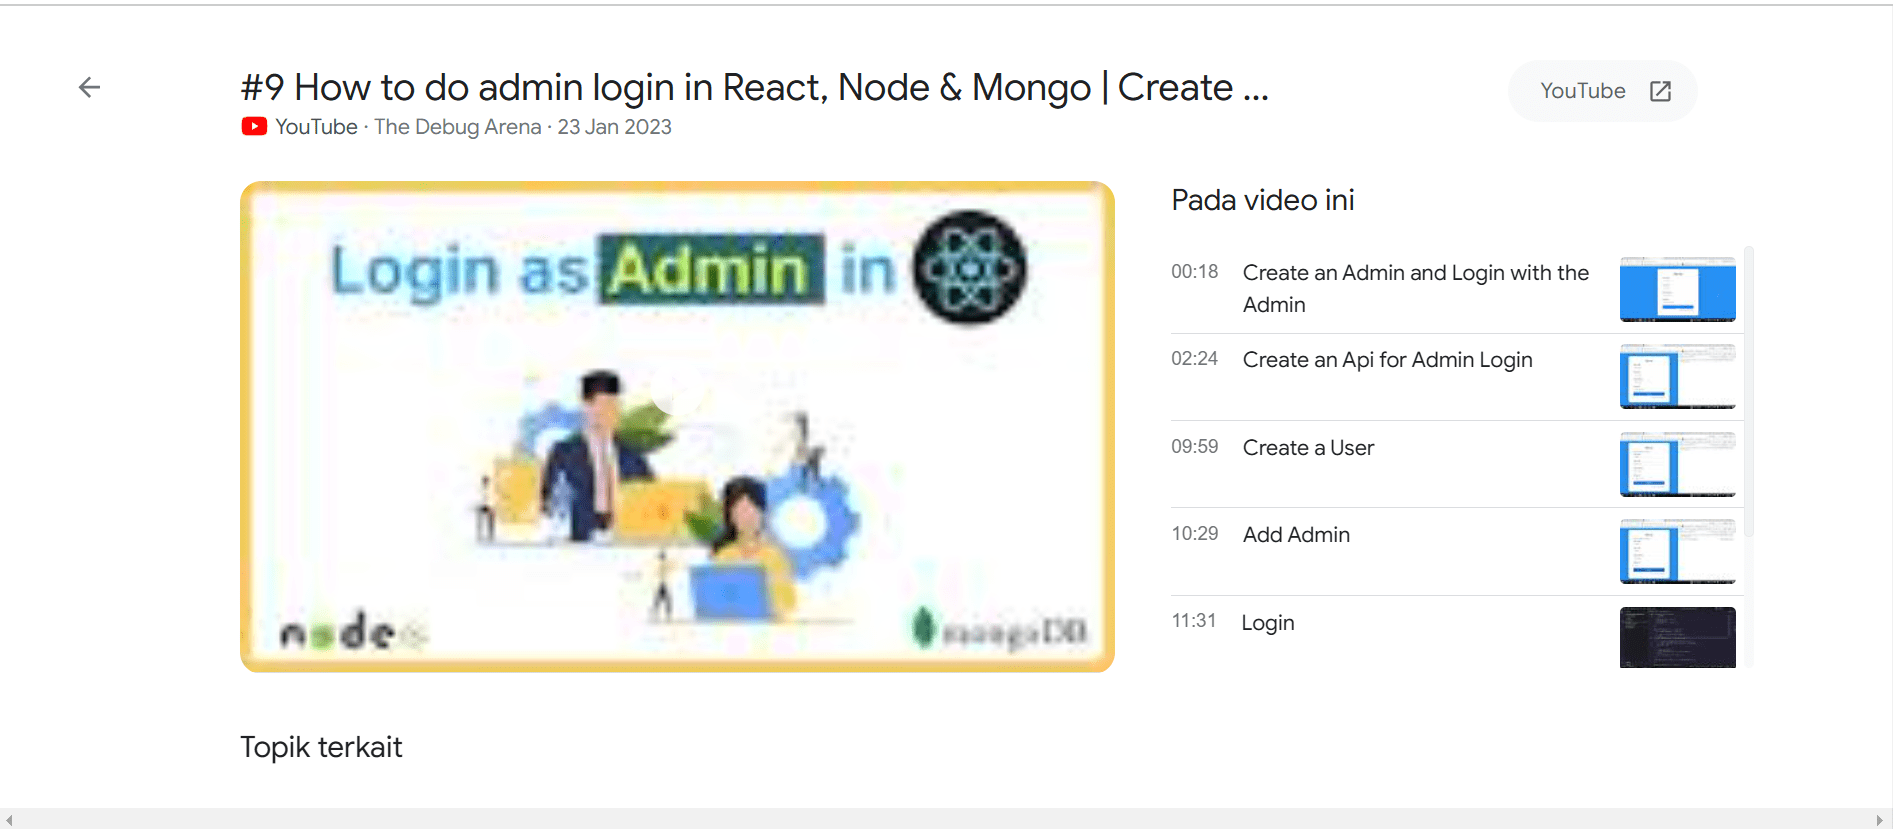 #9 How to do admin login in React, Node & Mongo | Create ...
YouTube · The Debug Arena · 23 Jan 2023
YouTube
Login as Admin in
node
mongoDB
Pada video ini
00:18 Create an Admin and Login with the
Admin
02:24 Create an Api for Admin Login
09:59 Create a User
10:29 Add Admin
11:31 Login
Topik terkait